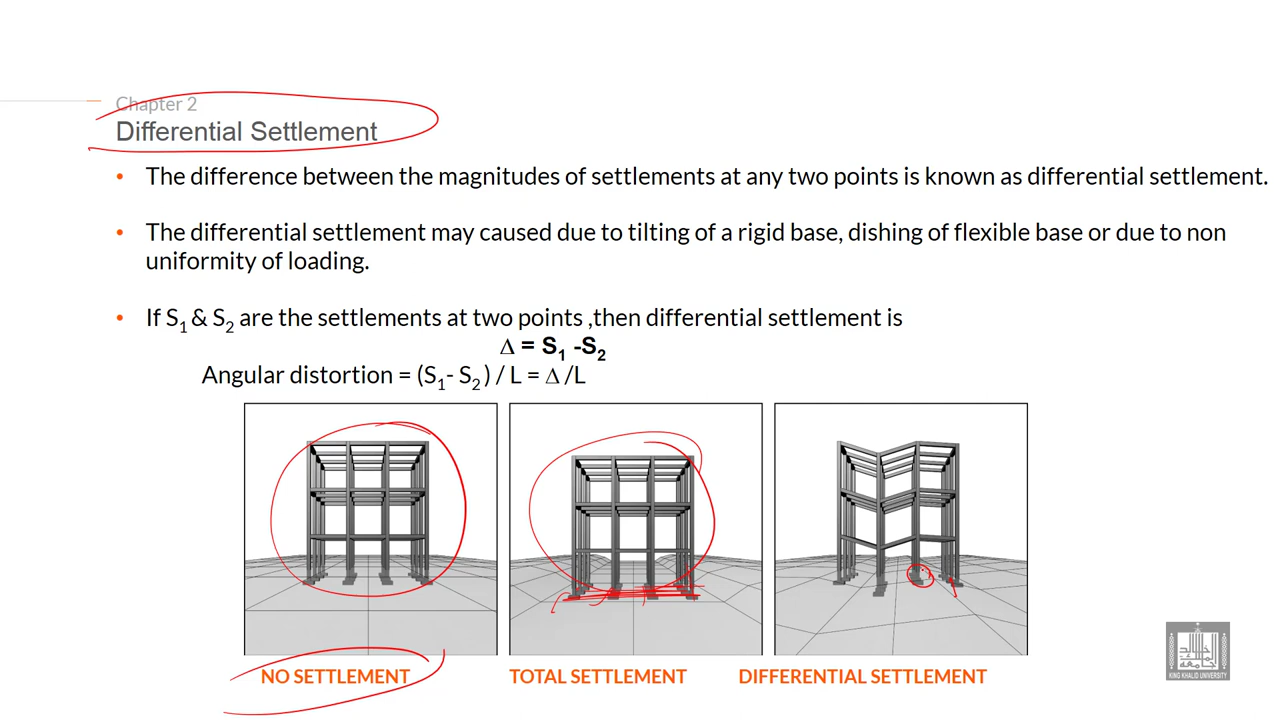 Chapter 2
Differential Settlement
• The difference between the magnitudes of settlements at any two points is known as differential settlement.
• The differential settlement may caused due to tilting of a rigid base, dishing of flexible base or due to non
uniformity of loading.
• If S1 & S2 are the settlements at two points ,then differential settlement is
Δ = S1 -S2
Angular distortion = (S1- S2 ) / L = Δ /L
NO SETTLEMENT
TOTAL SETTLEMENT
DIFFERENTIAL SETTLEMENT
KING KHALID UNIVERSITY